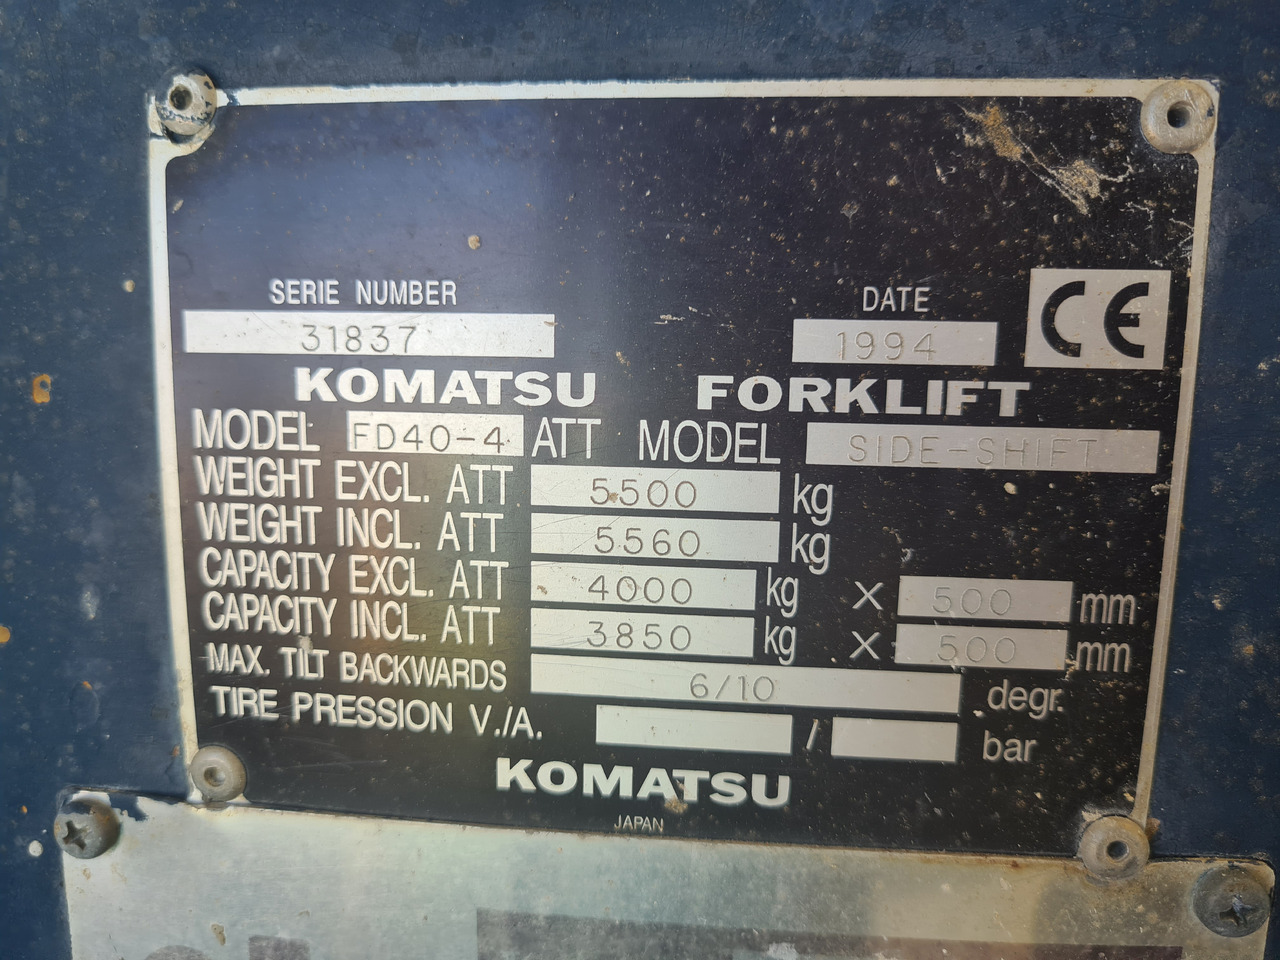 SERIE NUMBER DATE
31837 1994 CE
KOMATSU FORKLIFT
MODEL FD40-4 ATT MODEL SIDE-SHIFT
WEIGHT EXCL. ATT 5500 kg
WEIGHT INCL. ATT 5560 kg
CAPACITY EXCL. ATT 4000 kg X 500 mm
CAPACITY INCL. ATT 3850 kg X 500 mm
MAX. TILT BACKWARDS 6/10 degr.
TIRE PRESSION V./A. / bar
KOMATSU
JAPAN